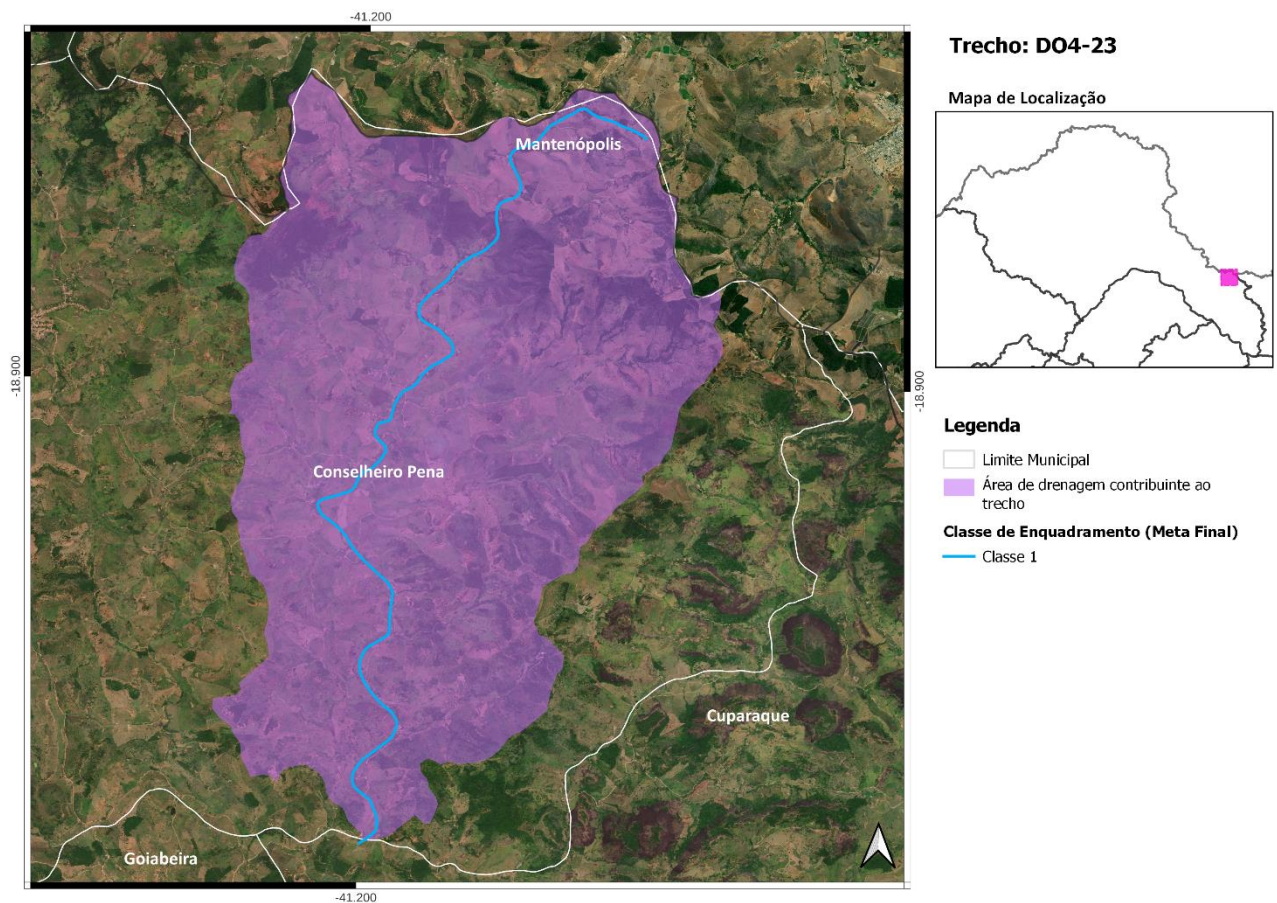 -41.200
Trecho: DO4-23
Mapa de Localização
Mantenópolis
-18.900
-18.900
Legenda
Limite Municipal
Área de drenagem contribuinte ao
trecho
Classe de Enquadramento (Meta Final)
Classe 1
Conselheiro Pena
Cuparaque
Goiabeira
-41.200